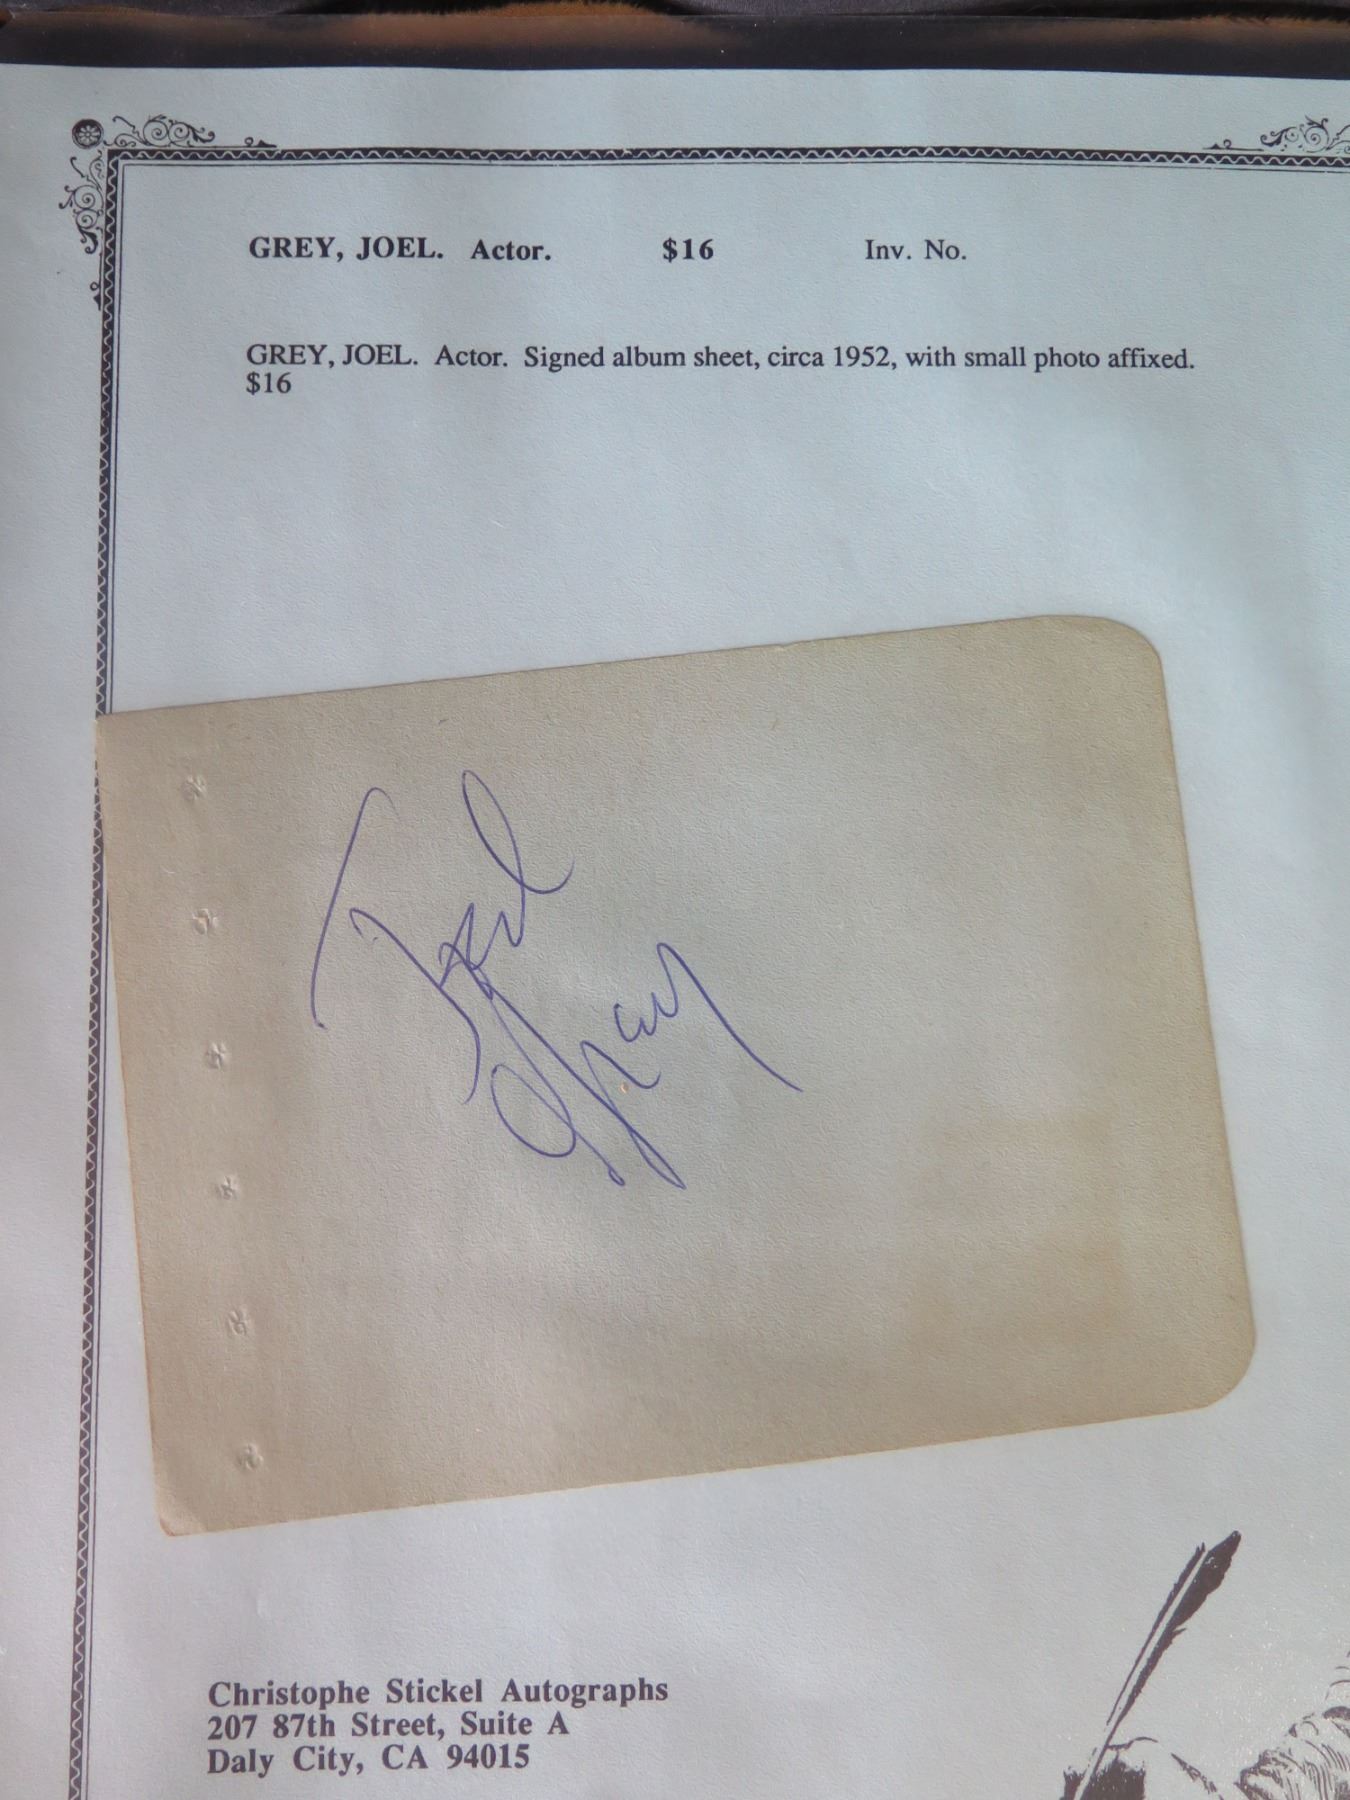 GREY, JOEL. Actor. $16 Inv. No.
GREY, JOEL. Actor. Signed album sheet, circa 1952, with small photo affixed.
$16
Joel
Grey
Christophe Stickel Autographs
207 87th Street, Suite A
Daly City, CA 94015